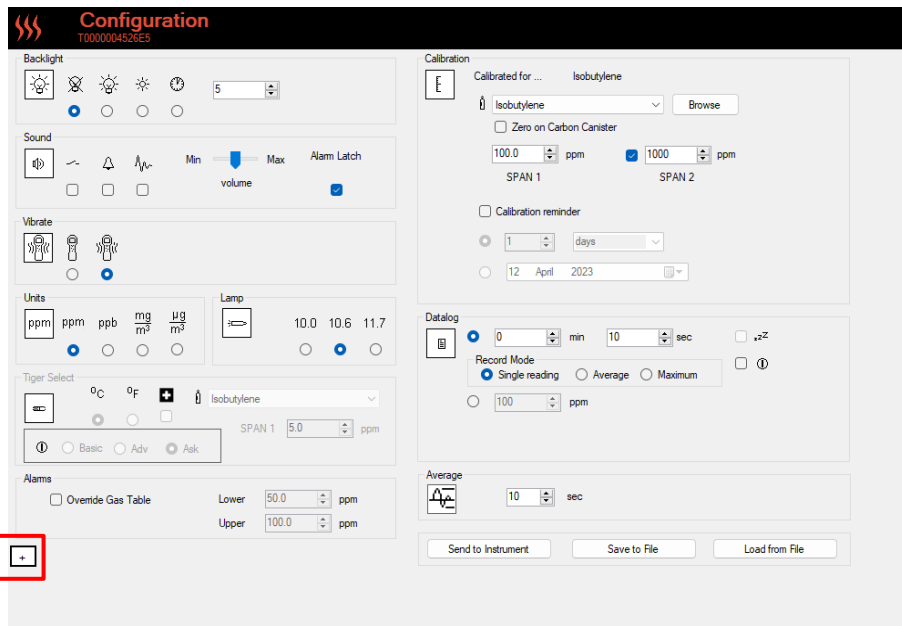 Configuration
T0000004526E5
Backlight
5
Sound
Min Max Alarm Latch
volume
Vibrate
Units
ppm ppm ppb mg/m³ µg/m³
Lamp
10.0 10.6 11.7
Tiger Select
ºC ºF Isobutylene
SPAN 1 5.0 ppm
Basic Adv Ask
Alarms
Override Gas Table Lower 50.0 ppm
Upper 100.0 ppm
+
Calibration
Calibrated for ... Isobutylene
Isobutylene Browse
Zero on Carbon Canister
100.0 ppm 1000 ppm
SPAN 1 SPAN 2
Calibration reminder
1 days
12 April 2023
Datalog
0 min 10 sec zzZ
Record Mode
Single reading Average Maximum
100 ppm
Average
10 sec
Send to Instrument Save to File Load from File